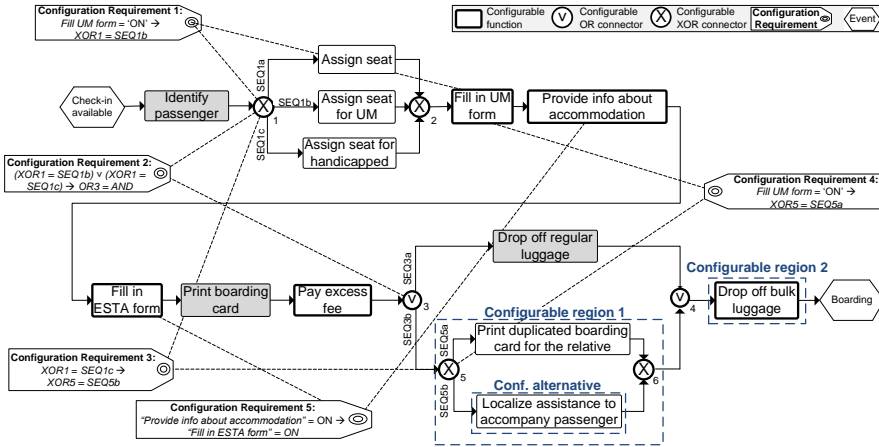 Configuration Requirement 1:
Fill UM form = 'ON' →
XOR1 = SEQ1b
Configurable
function
V
Configurable
OR connector
X
Configurable
XOR connector
Configuration
Requirement
Event
Check-in
available
Identify
passenger
X
1
SEQ1a
SEQ1b
SEQ1c
Assign seat
Assign seat
for UM
Assign seat for
handicapped
X
2
Fill in UM
form
Provide info about
accommodation
Configuration Requirement 2:
(XOR1 = SEQ1b) ∨ (XOR1 =
SEQ1c) → OR3 = AND
Configuration Requirement 4:
Fill UM form = 'ON' →
XOR5 = SEQ5a
Fill in
ESTA form
Print boarding
card
Pay excess
fee
V
3
SEQ3a
SEQ3b
Drop off regular
luggage
Configurable region 1
X
5
SEQ5a
SEQ5b
Print duplicated boarding
card for the relative
Conf. alternative
Localize assistance to
accompany passenger
X
6
V
4
Configurable region 2
Drop off bulk
luggage
Boarding
Configuration Requirement 3:
XOR1 = SEQ1c →
XOR5 = SEQ5b
Configuration Requirement 5:
"Provide info about accommodation" = ON →
"Fill in ESTA form" = ON